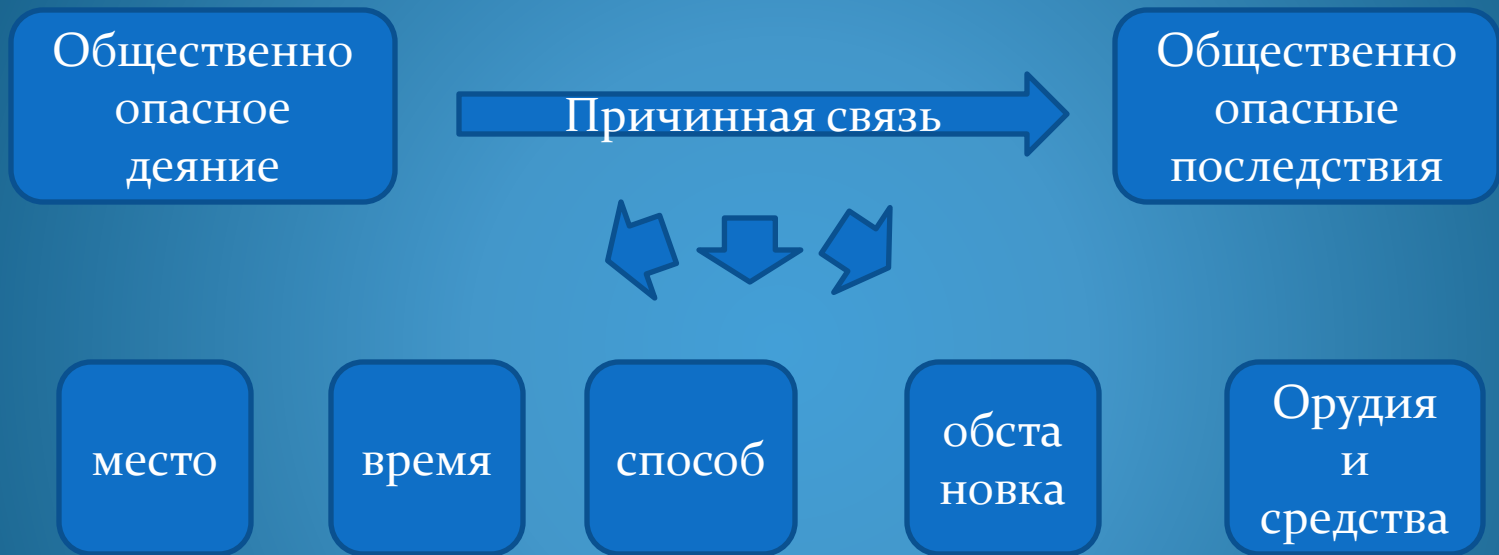 Общественно
опасное
деяние
Причинная связь
Общественно
опасные
последствия
место
время
способ
обста
новка
Орудия
и
средства